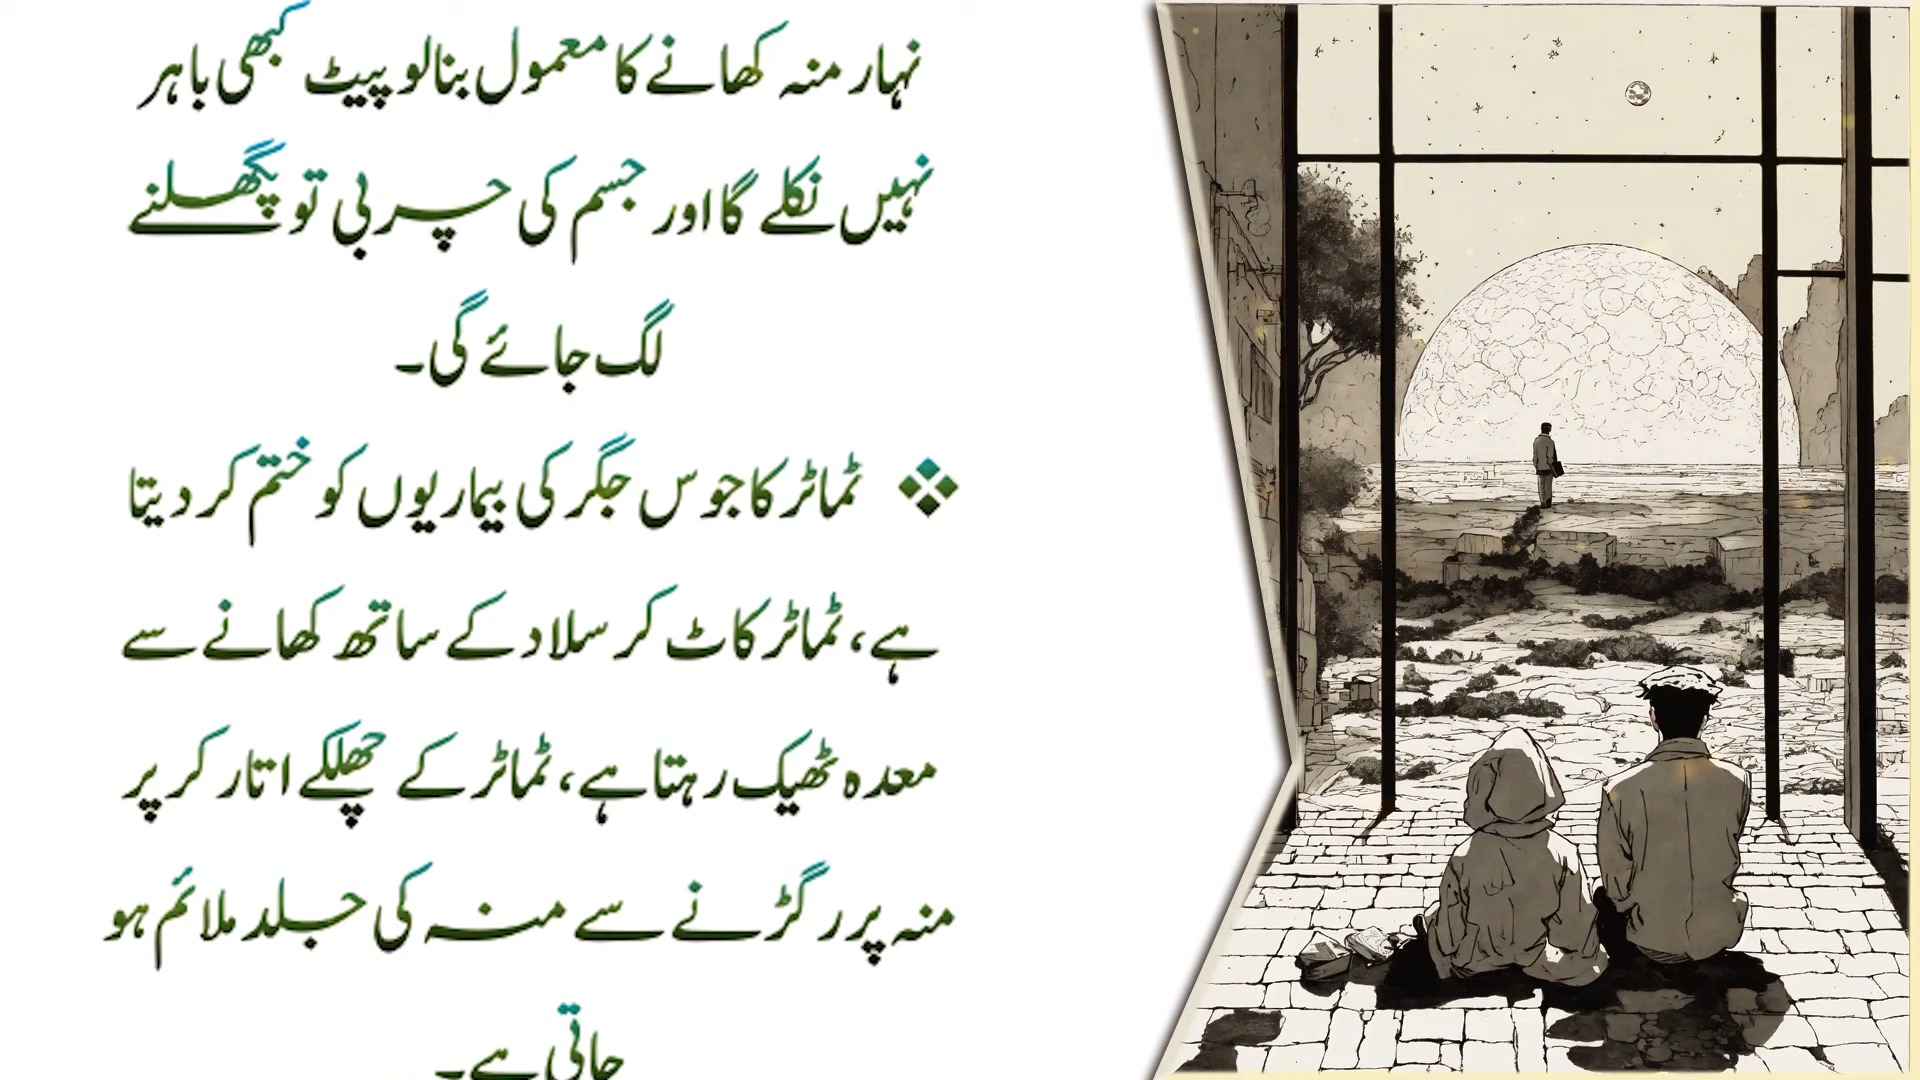 نہار منہ کھانے کا معمول بنا لو پیٹ کبھی باہر
نہیں نکلے گا اور جسم کی چربی تو پگھلنے
لگ جائے گی۔
❖ ٹماٹر کا جوس جگر کی بیماریوں کو ختم کر دیتا
ہے، ٹماٹر کاٹ کر سلاد کے ساتھ کھانے سے
معدہ ٹھیک رہتا ہے، ٹماٹر کے چھلکے اتار کر پر
منہ پر رگڑنے سے منہ کی جلد ملائم ہو
جاتی ہے۔